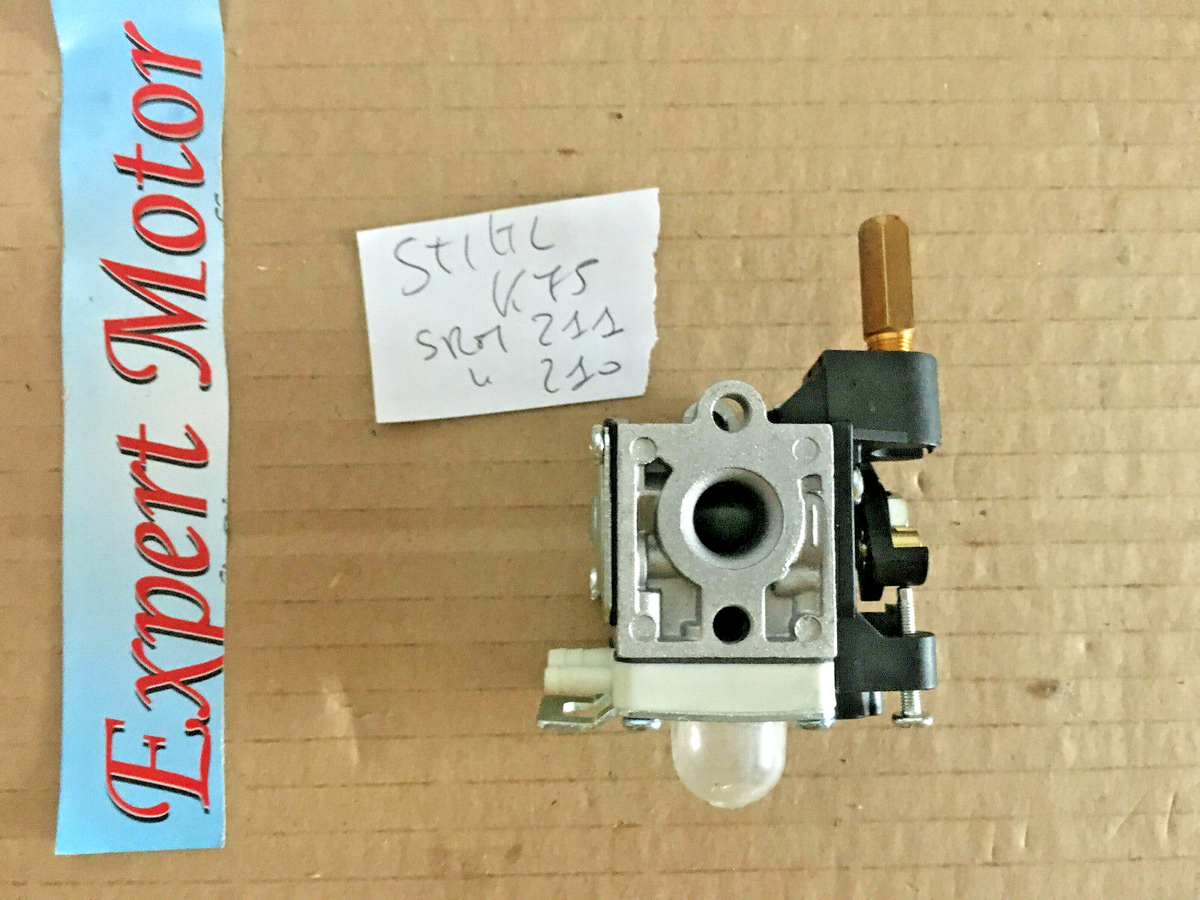 Expert Motor
STIHL
K75
SRM 211
" 210